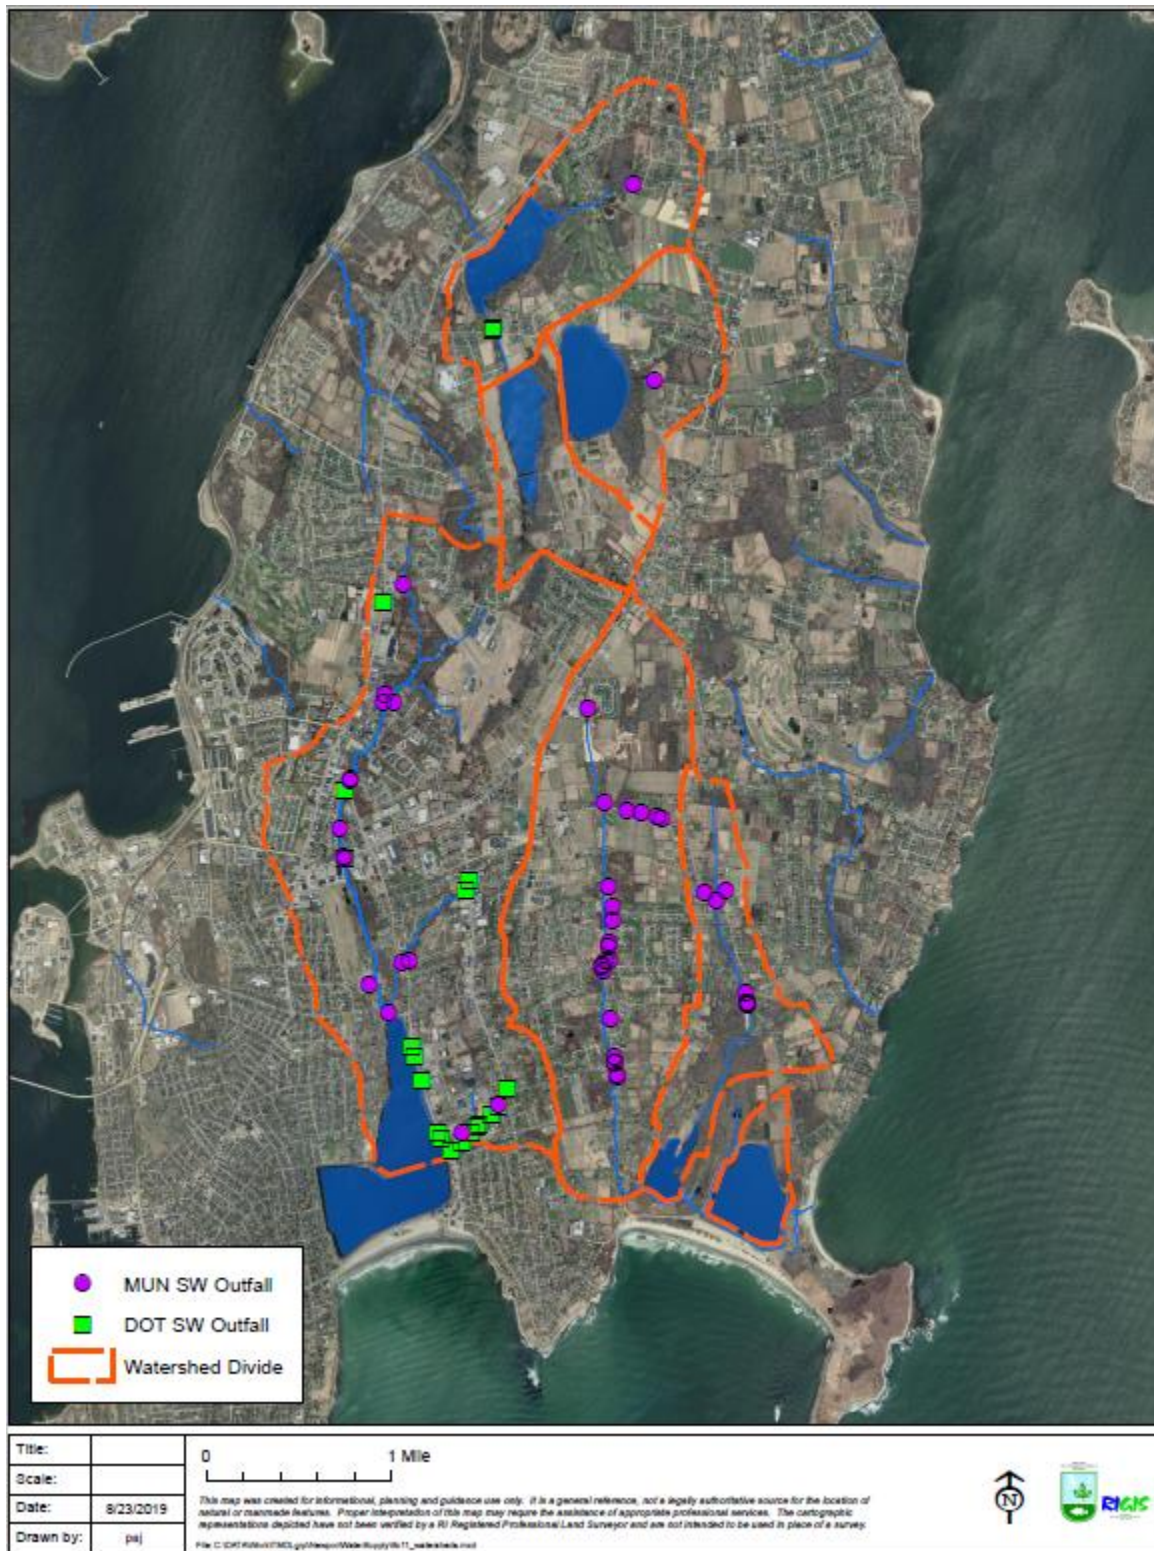 MUN SW Outfall
DOT SW Outfall
Watershed Divide
Title:
Scale:
Date: 8/23/2019
Drawn by: paj
0 1 Mile
This map was created for informational, planning and guidance use only. It is a general reference, not a legally authoritative source for the location of
natural or manmade features. Proper interpretation of this map may require the assistance of appropriate professional services. The cartographic
representations depicted have not been verified by a RI Registered Professional Land Surveyor and are not intended to be used in place of a survey.
N
RIGIS